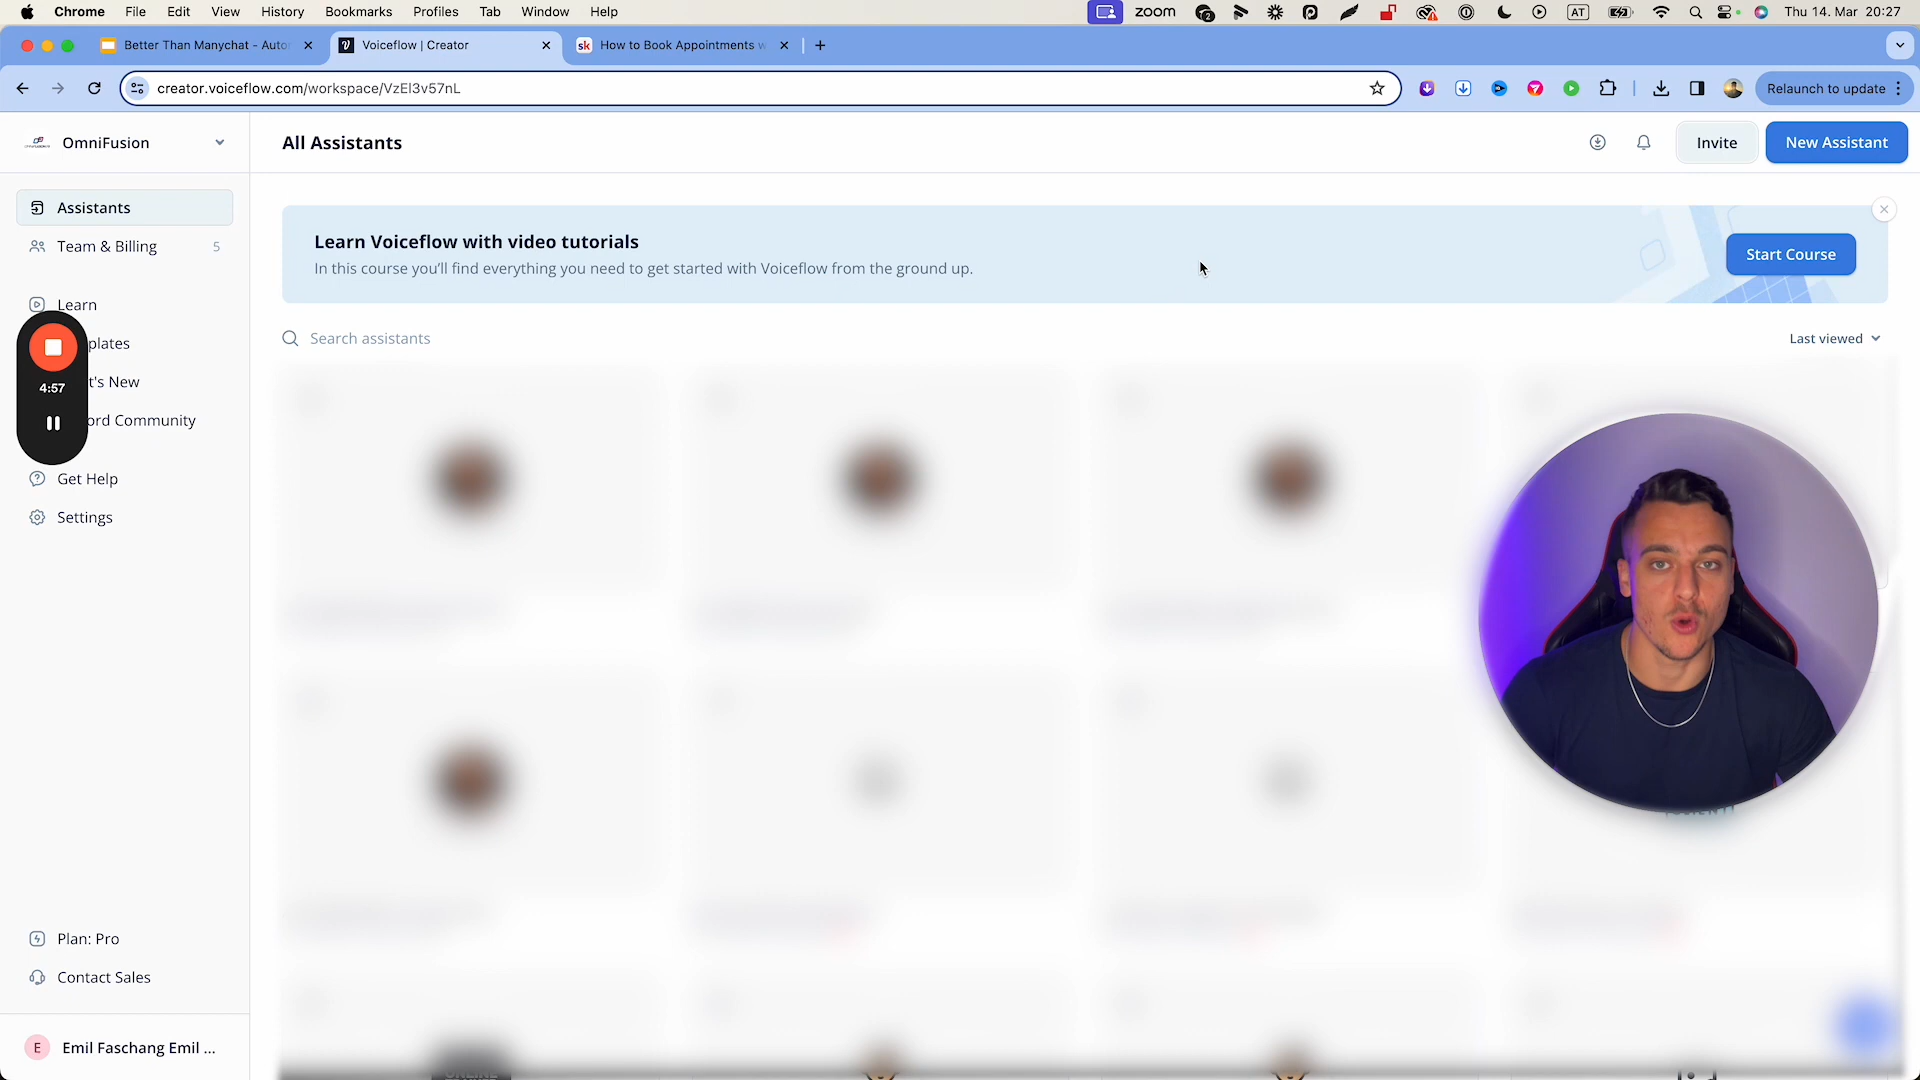 Chrome File Edit View History Bookmarks Profiles Tab Window Help
zoom 2 AT Thu 14. Mar 20:27
Better Than Manychat - Auto
Voiceflow | Creator
sk How to Book Appointments w
creator.voiceflow.com/workspace/VzEl3v57nL
Relaunch to update
OmniFusion
All Assistants
Invite
New Assistant
Assistants
Team & Billing 5
Learn
plates
t's New
ord Community
Get Help
Settings
4:57
Learn Voiceflow with video tutorials
In this course you'll find everything you need to get started with Voiceflow from the ground up.
Start Course
Search assistants
Last viewed
Plan: Pro
Contact Sales
E Emil Faschang Emil ...